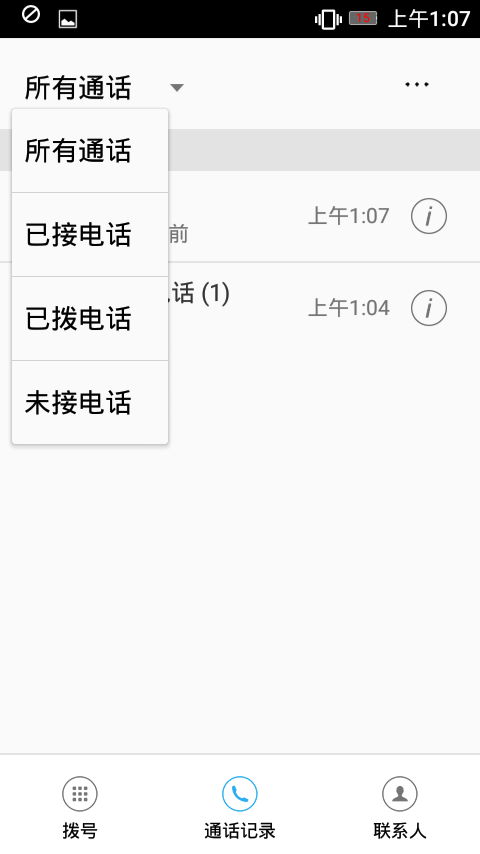 15 上午1:07
所有通话
...
所有通话
已接电话
前
上午1:07
i
话 (1)
上午1:04
i
已拨电话
未接电话
拨号
通话记录
联系人